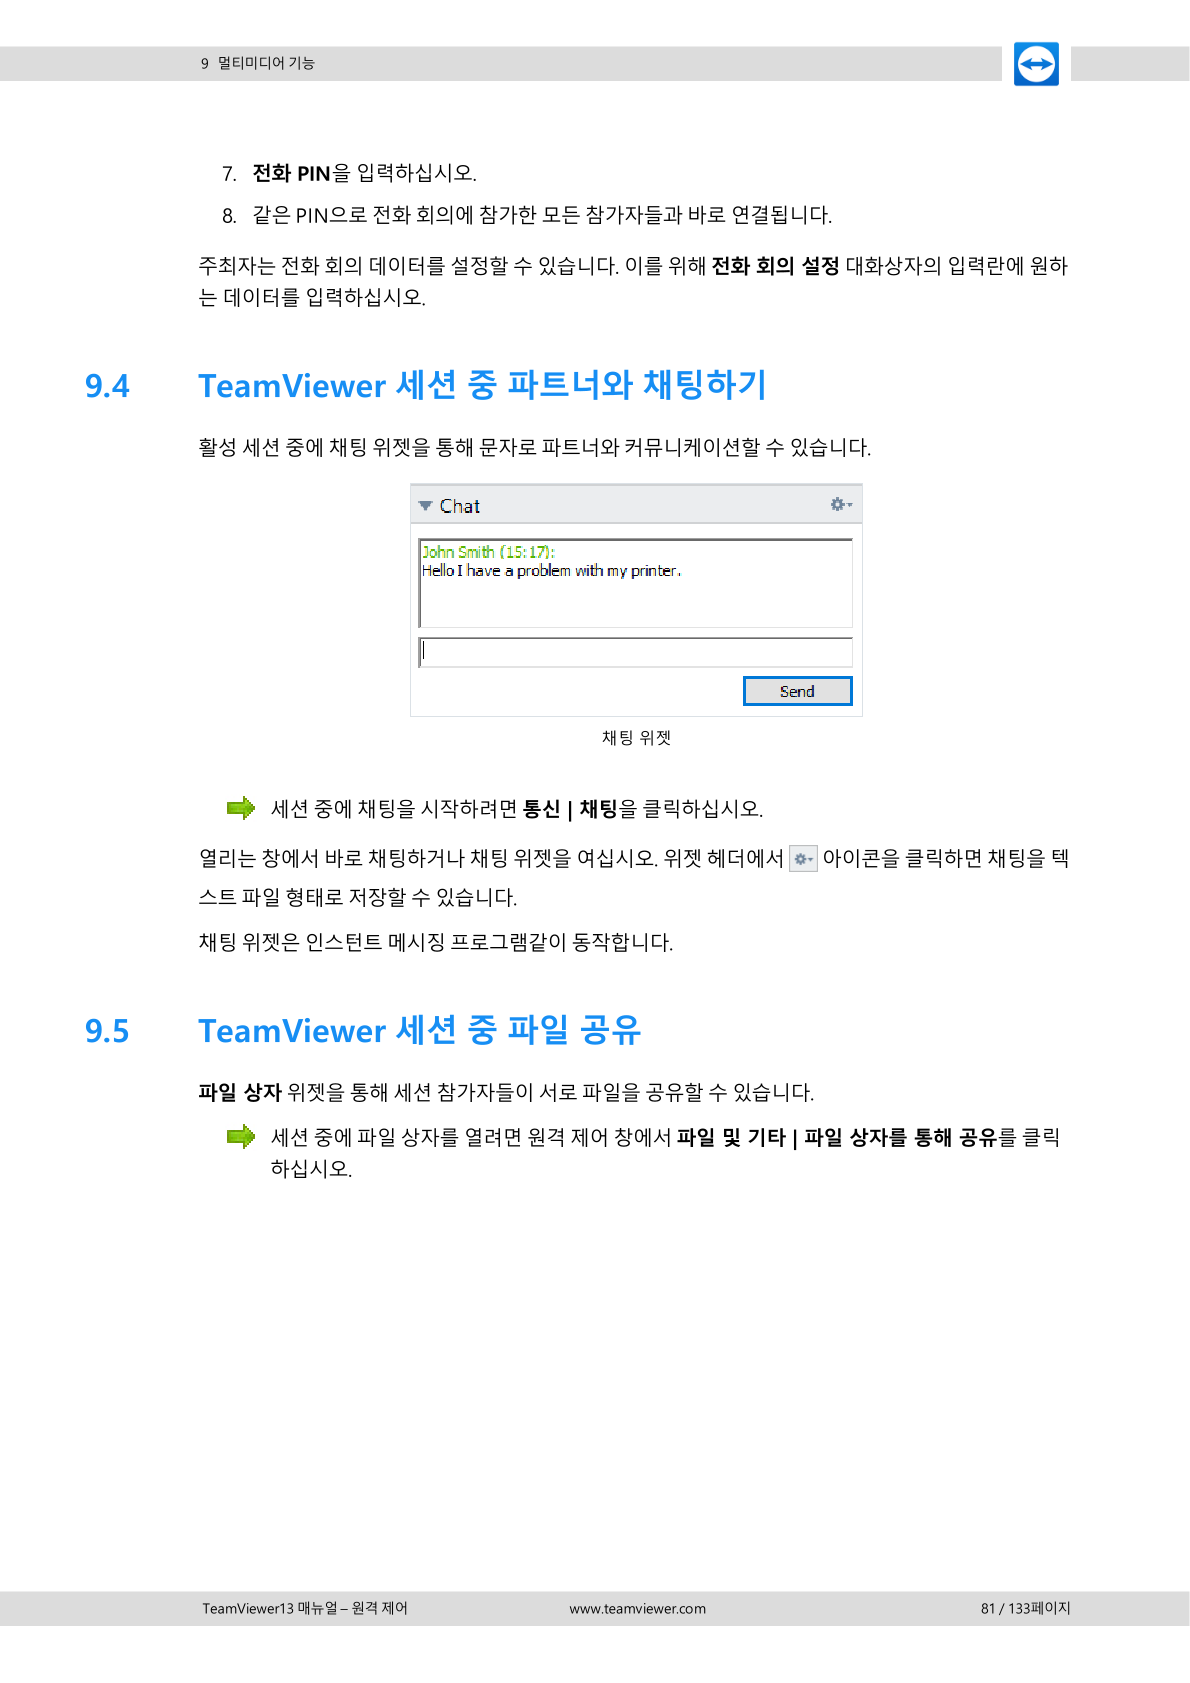 9 멀티미디어 기능
7. 전화 PIN을 입력하십시오.
8. 같은 PIN으로 전화 회의에 참가한 모든 참가자들과 바로 연결됩니다.
주최자는 전화 회의 데이터를 설정할 수 있습니다. 이를 위해 전화 회의 설정 대화상자의 입력란에 원하
는 데이터를 입력하십시오.
9.4 TeamViewer 세션 중 파트너와 채팅하기
활성 세션 중에 채팅 위젯을 통해 문자로 파트너와 커뮤니케이션할 수 있습니다.
Chat
John Smith (15:17):
Hello I have a problem with my printer.
Send
채팅 위젯
세션 중에 채팅을 시작하려면 통신 | 채팅을 클릭하십시오.
열리는 창에서 바로 채팅하거나 채팅 위젯을 여십시오. 위젯 헤더에서 아이콘을 클릭하면 채팅을 텍
스트 파일 형태로 저장할 수 있습니다.
채팅 위젯은 인스턴트 메시징 프로그램같이 동작합니다.
9.5 TeamViewer 세션 중 파일 공유
파일 상자 위젯을 통해 세션 참가자들이 서로 파일을 공유할 수 있습니다.
세션 중에 파일 상자를 열려면 원격 제어 창에서 파일 및 기타 | 파일 상자를 통해 공유를 클릭
하십시오.
TeamViewer13 매뉴얼 – 원격 제어 www.teamviewer.com 81 / 133페이지